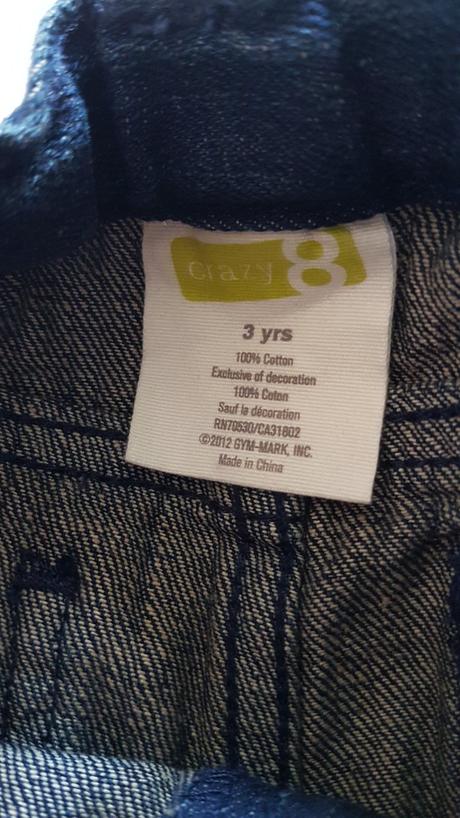 crazy 8
3 yrs
100% Cotton
Exclusive of decoration
100% Coton
Sauf la décoration
RN70530/CA31802
©2012 GYM-MARK, INC.
Made in China